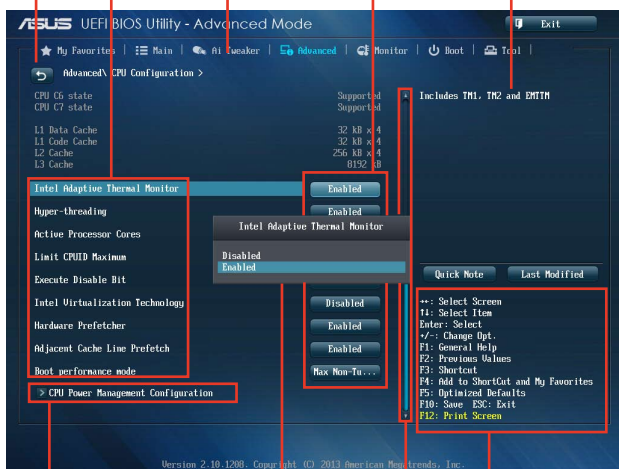 ASUS UEFI BIOS Utility - Advanced Mode
Exit
My Favorites | Main | Ai Tweaker | Advanced | Monitor | Boot | Tool
Advanced\ CPU Configuration >
CPU C6 state Supported
CPU C7 state Supported
L1 Data Cache 32 kB x 4
L1 Code Cache 32 kB x 4
L2 Cache 256 kB x 4
L3 Cache 8192 kB
Intel Adaptive Thermal Monitor Enabled
Hyper-threading Enabled
Active Processor Cores
Limit CPUID Maximum
Execute Disable Bit
Intel Virtualization Technology Disabled
Hardware Prefetcher Enabled
Adjacent Cache Line Prefetch Enabled
Boot performance mode Max Non-Tu...
> CPU Power Management Configuration
Intel Adaptive Thermal Monitor
Disabled
Enabled
Includes TM1, TM2 and EMTTM
Quick Note Last Modified
→←: Select Screen
↑↓: Select Item
Enter: Select
+/-: Change Opt.
F1: General Help
F2: Previous Values
F3: Shortcut
F4: Add to ShortCut and My Favorites
F5: Optimized Defaults
F10: Save ESC: Exit
F12: Print Screen
Version 2.10.1208. Copyright (C) 2013 American Megatrends, Inc.